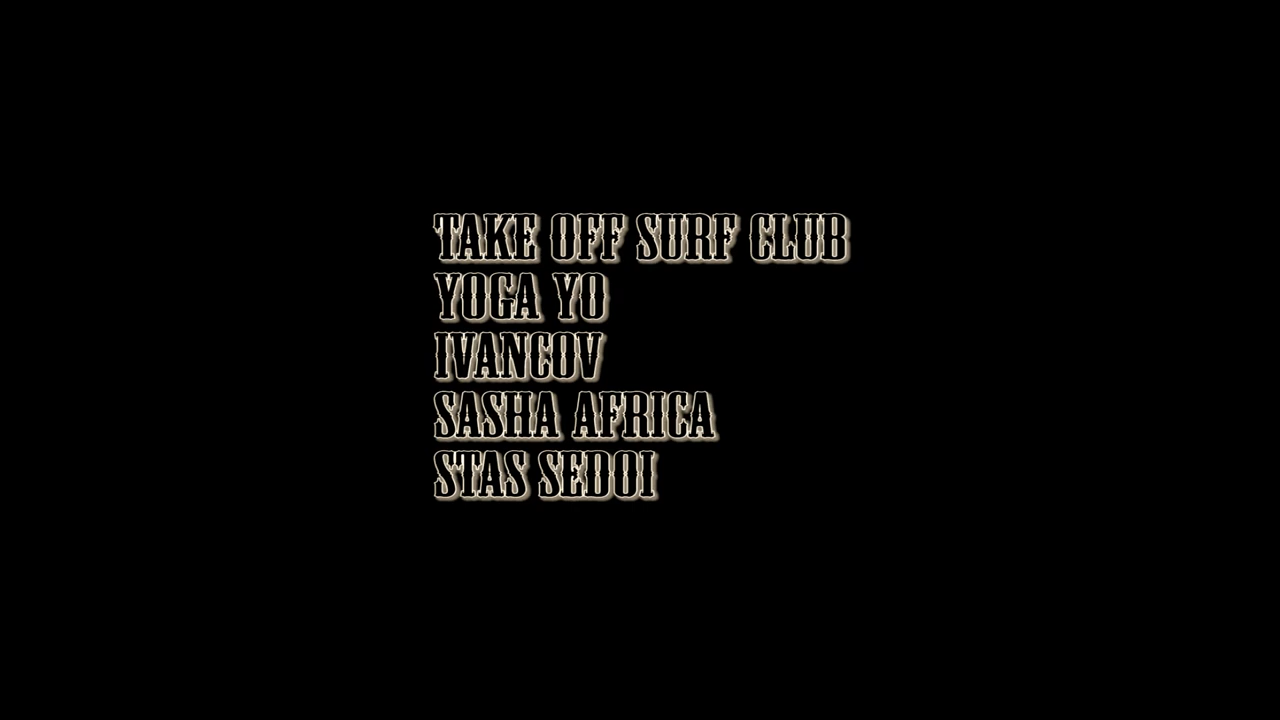 TAKE OFF SURF CLUB
YOGA YO
IVANCOV
SASHA AFRICA
STAS SEDOI